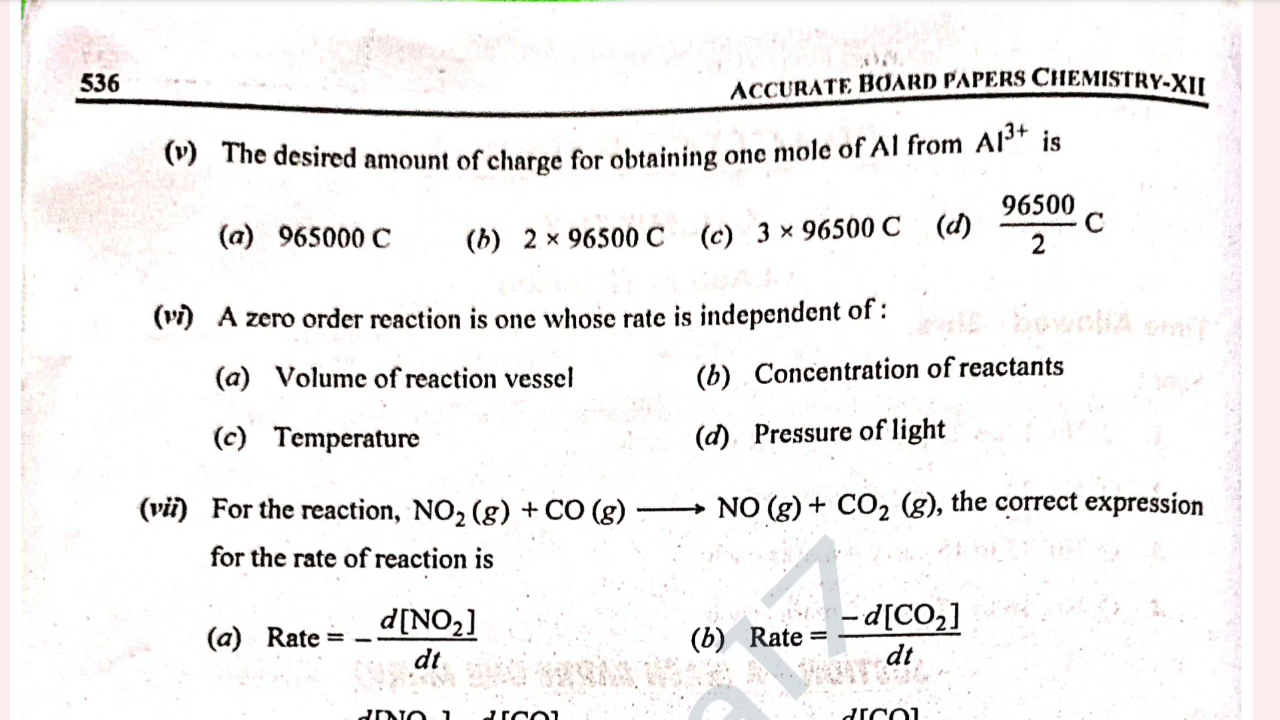 536 ACCURATE BOARD PAPERS CHEMISTRY-XII
(v) The desired amount of charge for obtaining one mole of Al from Al³⁺ is
(a) 965000 C (b) 2 × 96500 C (c) 3 × 96500 C (d) 96500/2 C
(vi) A zero order reaction is one whose rate is independent of :
(a) Volume of reaction vessel (b) Concentration of reactants
(c) Temperature (d) Pressure of light
(vii) For the reaction, NO₂ (g) + CO (g) ⟶ NO (g) + CO₂ (g), the correct expression
for the rate of reaction is
(a) Rate = − d[NO₂]/dt (b) Rate = −d[CO₂]/dt